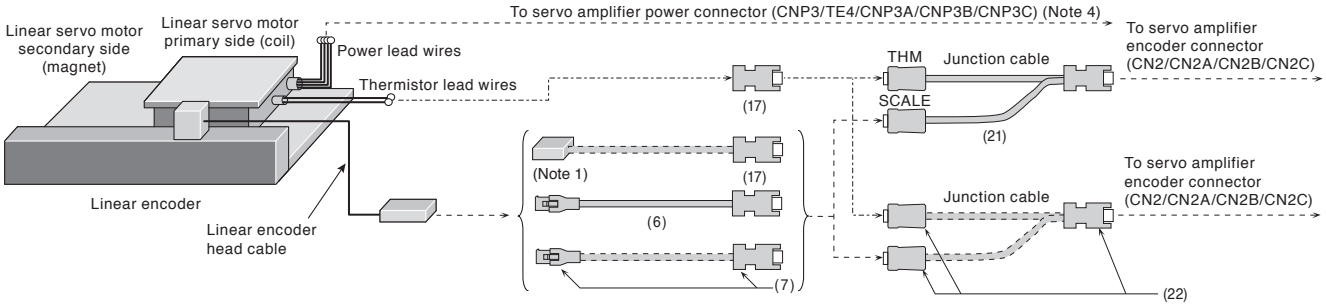 To servo amplifier power connector (CNP3/TE4/CNP3A/CNP3B/CNP3C) (Note 4)
Linear servo motor
secondary side
(magnet)
Linear servo motor
primary side (coil)
Power lead wires
Thermistor lead wires
(17)
THM
Junction cable
SCALE
(21)
To servo amplifier
encoder connector
(CN2/CN2A/CN2B/CN2C)
(Note 1)
(17)
(6)
(7)
Linear encoder
Linear encoder
head cable
Junction cable
To servo amplifier
encoder connector
(CN2/CN2A/CN2B/CN2C)
(22)